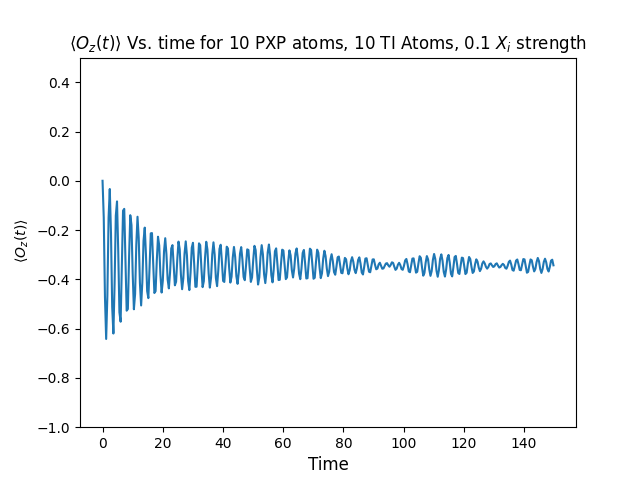 ⟨O_z(t)⟩ Vs. time for 10 PXP atoms, 10 TI Atoms, 0.1 X_i strength
0.4
0.2
0.0
−0.2
−0.4
−0.6
−0.8
−1.0
⟨O_z(t)⟩
0 20 40 60 80 100 120 140
Time